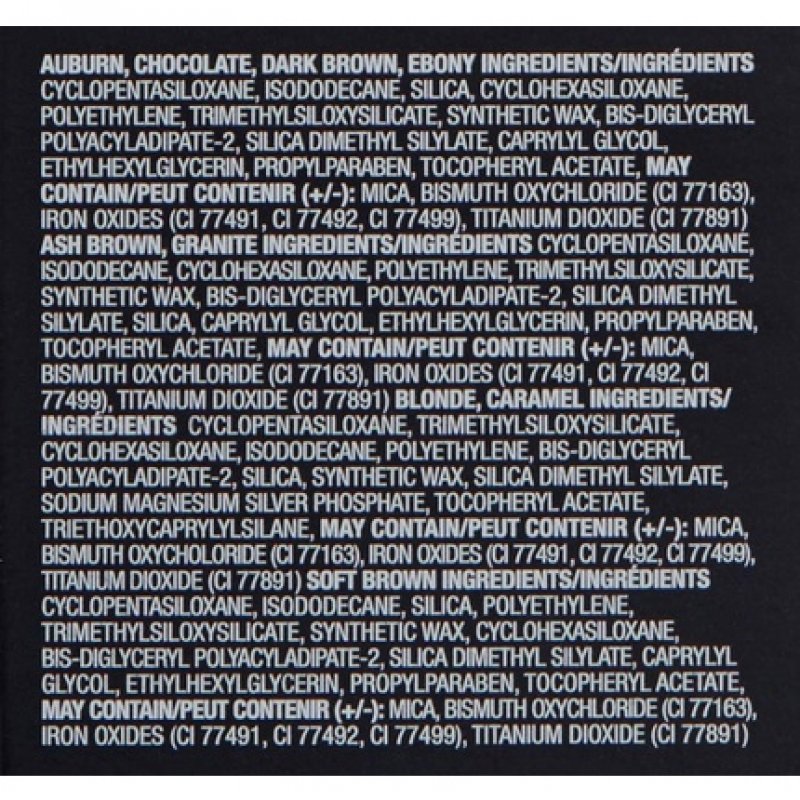 AUBURN, CHOCOLATE, DARK BROWN, EBONY INGREDIENTS/INGRÉDIENTS
CYCLOPENTASILOXANE, ISODODECANE, SILICA, CYCLOHEXASILOXANE,
POLYETHYLENE, TRIMETHYLSILOXYSILICATE, SYNTHETIC WAX, BIS-DIGLYCERYL
POLYACYLADIPATE-2, SILICA DIMETHYL SILYLATE, CAPRYLYL GLYCOL,
ETHYLHEXYLGLYCERIN, PROPYLPARABEN, TOCOPHERYL ACETATE, MAY
CONTAIN/PEUT CONTENIR (+/-): MICA, BISMUTH OXYCHLORIDE (CI 77163),
IRON OXIDES (CI 77491, CI 77492, CI 77499), TITANIUM DIOXIDE (CI 77891)
ASH BROWN, GRANITE INGREDIENTS/INGRÉDIENTS CYCLOPENTASILOXANE,
ISODODECANE, CYCLOHEXASILOXANE, POLYETHYLENE, TRIMETHYLSILOXYSILICATE,
SYNTHETIC WAX, BIS-DIGLYCERYL POLYACYLADIPATE-2, SILICA DIMETHYL
SILYLATE, SILICA, CAPRYLYL GLYCOL, ETHYLHEXYLGLYCERIN, PROPYLPARABEN,
TOCOPHERYL ACETATE, MAY CONTAIN/PEUT CONTENIR (+/-): MICA,
BISMUTH OXYCHLORIDE (CI 77163), IRON OXIDES (CI 77491, CI 77492, CI
77499), TITANIUM DIOXIDE (CI 77891) BLONDE, CARAMEL INGREDIENTS/
INGRÉDIENTS CYCLOPENTASILOXANE, TRIMETHYLSILOXYSILICATE,
CYCLOHEXASILOXANE, ISODODECANE, POLYETHYLENE, BIS-DIGLYCERYL
POLYACYLADIPATE-2, SILICA, SYNTHETIC WAX, SILICA DIMETHYL SILYLATE,
SODIUM MAGNESIUM SILVER PHOSPHATE, TOCOPHERYL ACETATE,
TRIETHOXYCAPRYLYLSILANE, MAY CONTAIN/PEUT CONTENIR (+/-): MICA,
BISMUTH OXYCHOLORIDE (CI 77163), IRON OXIDES (CI 77491, CI 77492, CI 77499),
TITANIUM DIOXIDE (CI 77891) SOFT BROWN INGREDIENTS/INGRÉDIENTS
CYCLOPENTASILOXANE, ISODODECANE, SILICA, POLYETHYLENE,
TRIMETHYLSILOXYSILICATE, SYNTHETIC WAX, CYCLOHEXASILOXANE,
BIS-DIGLYCERYL POLYACYLADIPATE-2, SILICA DIMETHYL SILYLATE, CAPRYLYL
GLYCOL, ETHYLHEXYLGLYCERIN, PROPYLPARABEN, TOCOPHERYL ACETATE,
MAY CONTAIN/PEUT CONTENIR (+/-): MICA, BISMUTH OXYCHLORIDE (CI 77163),
IRON OXIDES (CI 77491, CI 77492, CI 77499), TITANIUM DIOXIDE (CI 77891)